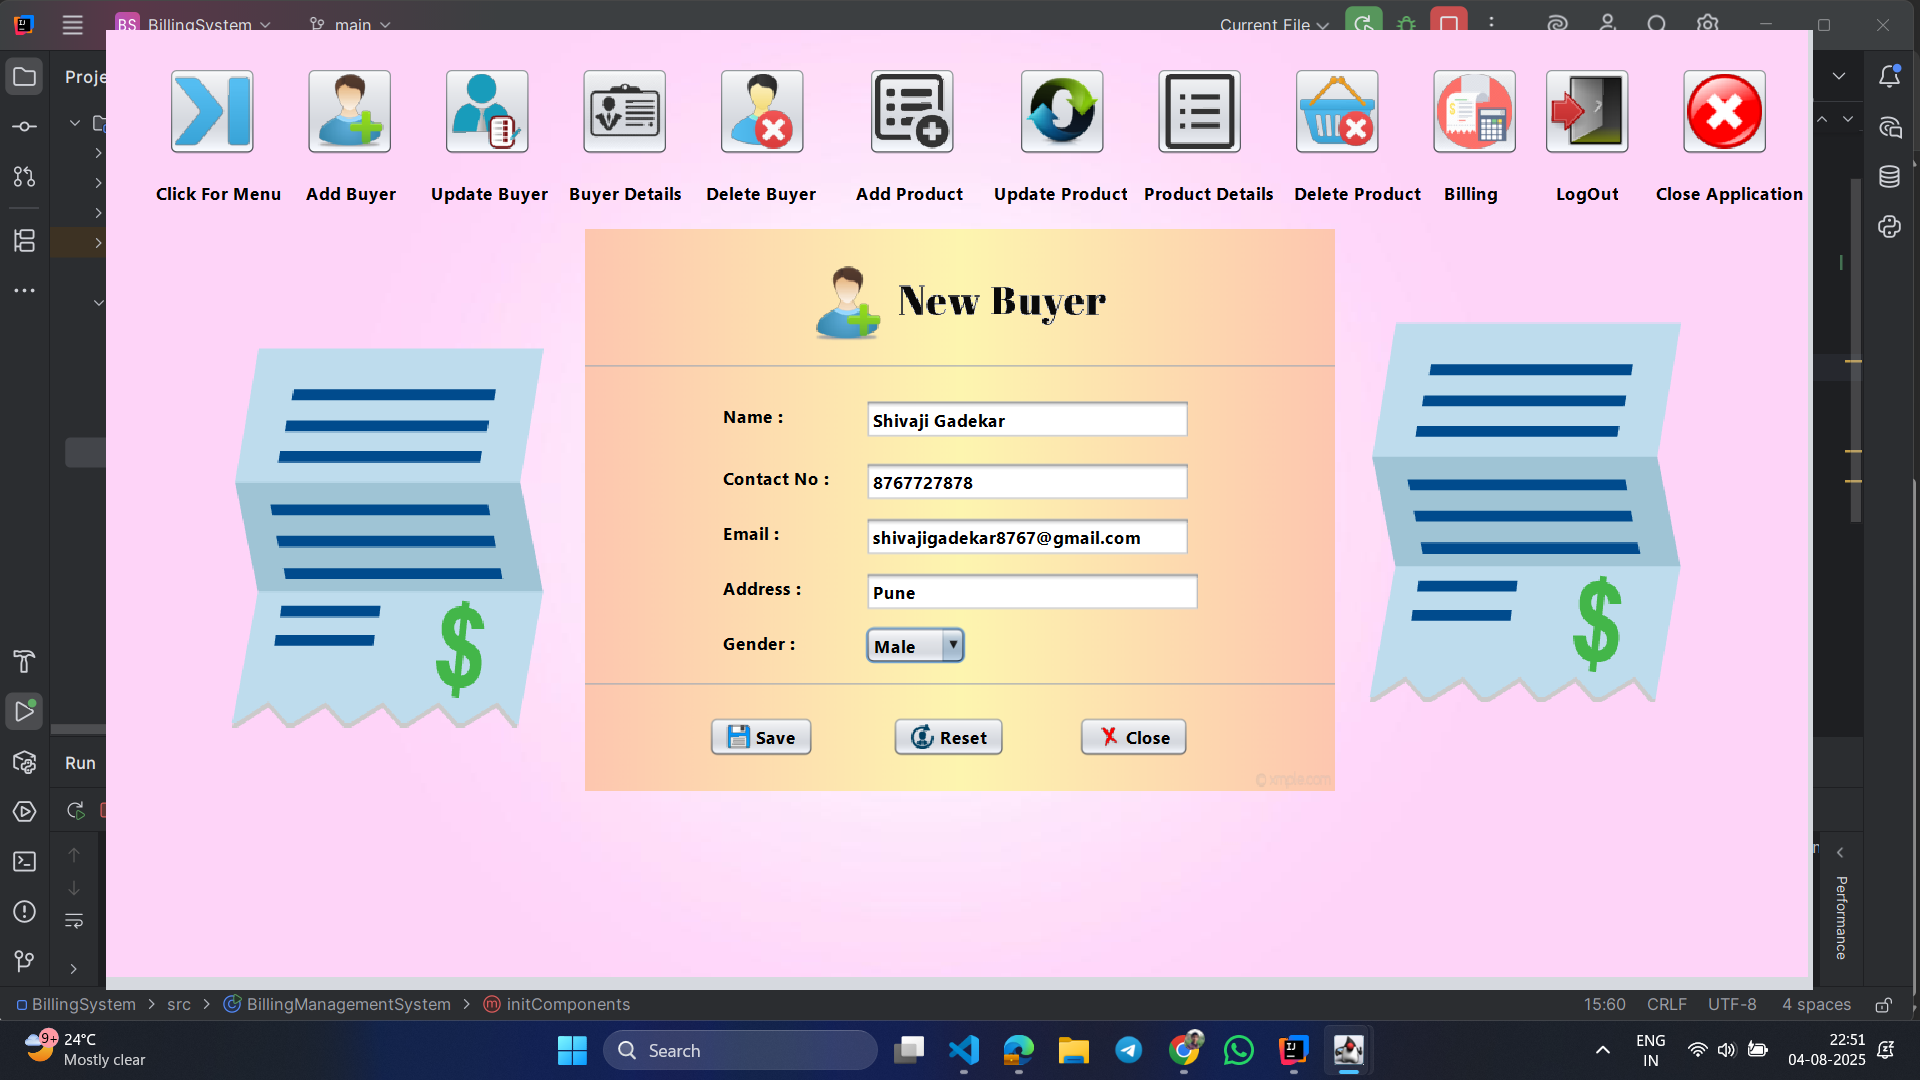 BS BillingSystem main Current File
Proje
Click For Menu Add Buyer Update Buyer Buyer Details Delete Buyer Add Product Update Product Product Details Delete Product Billing LogOut Close Application
New Buyer
Name : Shivaji Gadekar
Contact No : 8767727878
Email : shivajigadekar8767@gmail.com
Address : Pune
Gender : Male
Save Reset Close
© xmple.com
Run
Performance
BillingSystem > src > BillingManagementSystem > initComponents 15:60 CRLF UTF-8 4 spaces
9+ 24°C
Mostly clear
Search
ENG
IN
22:51
04-08-2025